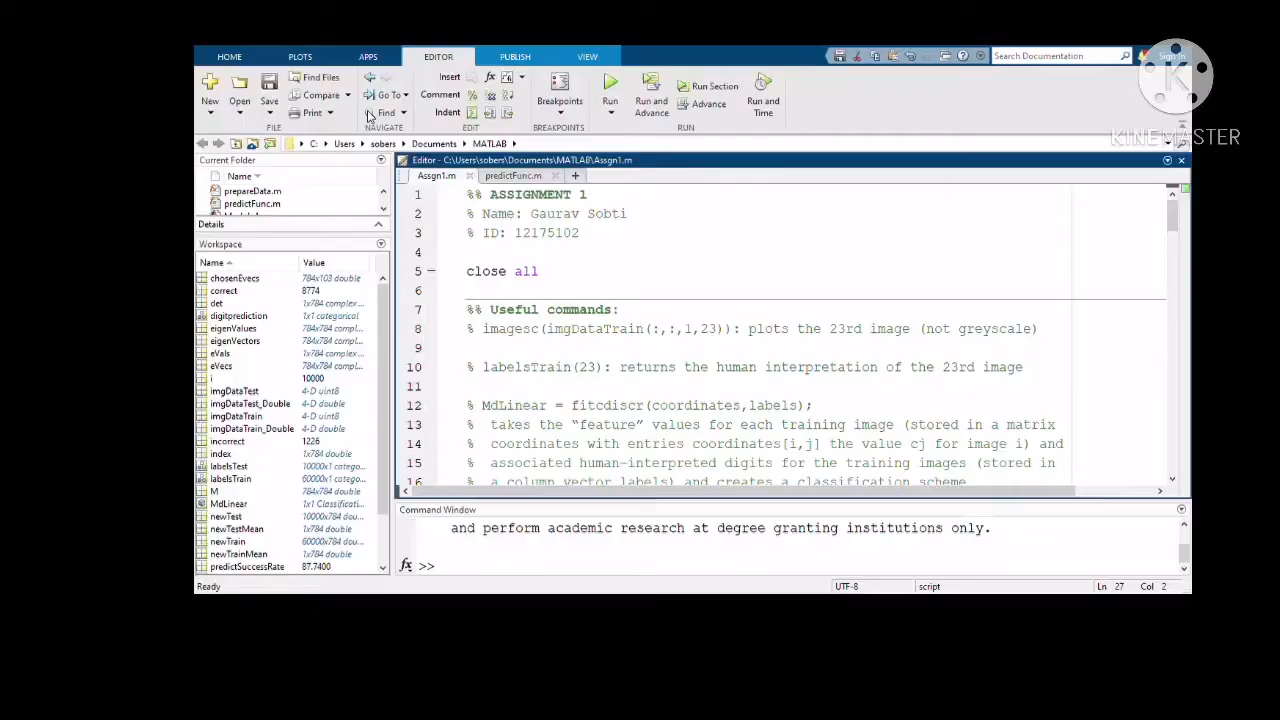 HOME PLOTS APPS EDITOR PUBLISH VIEW Search Documentation Sign In
New Open Save Find Files Compare Print
Go To Find
Insert Comment Indent
Breakpoints Run Run and Advance Run Section Advance Run and Time
FILE NAVIGATE EDIT BREAKPOINTS RUN
KINEMASTER
C: Users sobers Documents MATLAB
Current Folder
Name
prepareData.m
predictFunc.m
Details
Workspace
Name Value
chosenEvecs 784x103 double
correct 8774
det 1x784 complex...
digitprediction 1x1 categorical
eigenValues 784x784 compl...
eigenVectors 784x784 compl...
eVals 1x784 complex...
eVecs 784x784 compl...
i 10000
imgDataTest 4-D uint8
imgDataTest_Double 4-D double
imgDataTrain 4-D uint8
imgDataTrain_Double 4-D double
incorrect 1226
index 1x784 double
labelsTest 10000x1 catego...
labelsTrain 60000x1 catego...
M 784x784 double
MdLinear 1x1 Classificati...
newTest 10000x784 dou...
newTestMean 1x784 double
newTrain 60000x784 dou...
newTrainMean 1x784 double
predictSuccessRate 87.7400
Editor - C:\Users\sobers\Documents\MATLAB\Assgn1.m
Assgn1.m predictFunc.m
1 %% ASSIGNMENT 1
2 % Name: Gaurav Sobti
3 % ID: 12175102
4
5 close all
6
7 %% Useful commands:
8 % imagesc(imgDataTrain(:,:,1,23)): plots the 23rd image (not greyscale)
9
10 % labelsTrain(23): returns the human interpretation of the 23rd image
11
12 % MdLinear = fitcdiscr(coordinates,labels);
13 % takes the “feature” values for each training image (stored in a matrix
14 % coordinates with entries coordinates[i,j] the value cj for image i) and
15 % associated human-interpreted digits for the training images (stored in
16 % a column vector labels) and creates a classification scheme
Command Window
and perform academic research at degree granting institutions only.
fx >>
Ready UTF-8 script Ln 27 Col 2